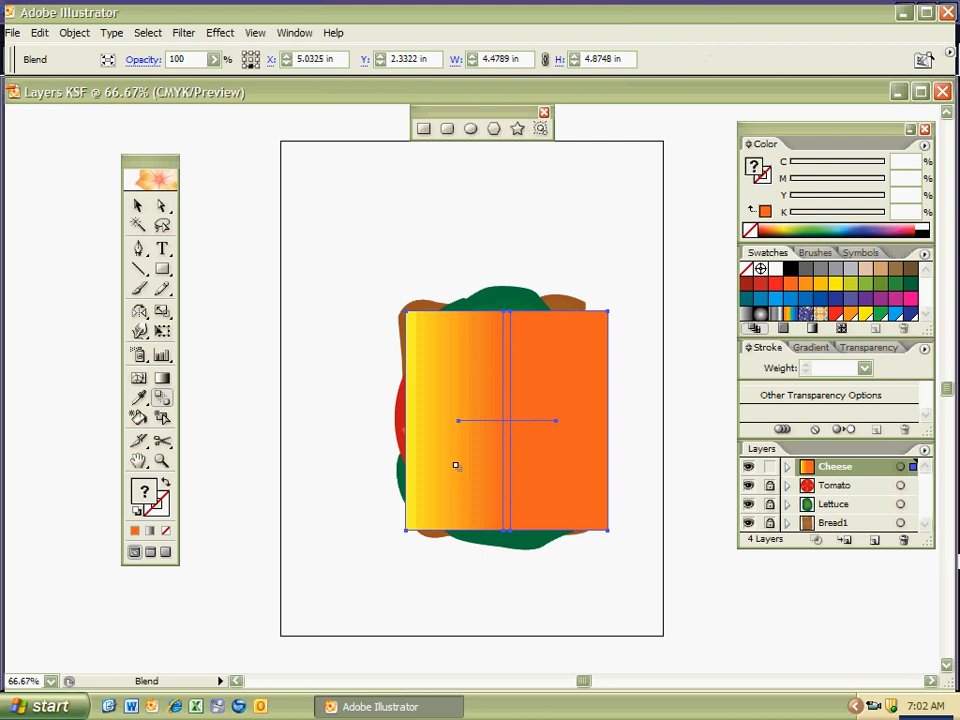 Adobe Illustrator
File Edit Object Type Select Filter Effect View Window Help
Blend Opacity: 100 X: 5.0325 in Y: 2.3322 in W: 4.4789 in H: 4.8748 in
Layers KSF @ 66.67% (CMYK/Preview)
Color
C %
M %
Y %
K %
Swatches Brushes Symbols
Stroke Gradient Transparency
Weight:
Other Transparency Options
Layers
Cheese
Tomato
Lettuce
Bread1
4 Layers
T
?
?
66.67% Blend
start W Adobe Illustrator 7:02 AM